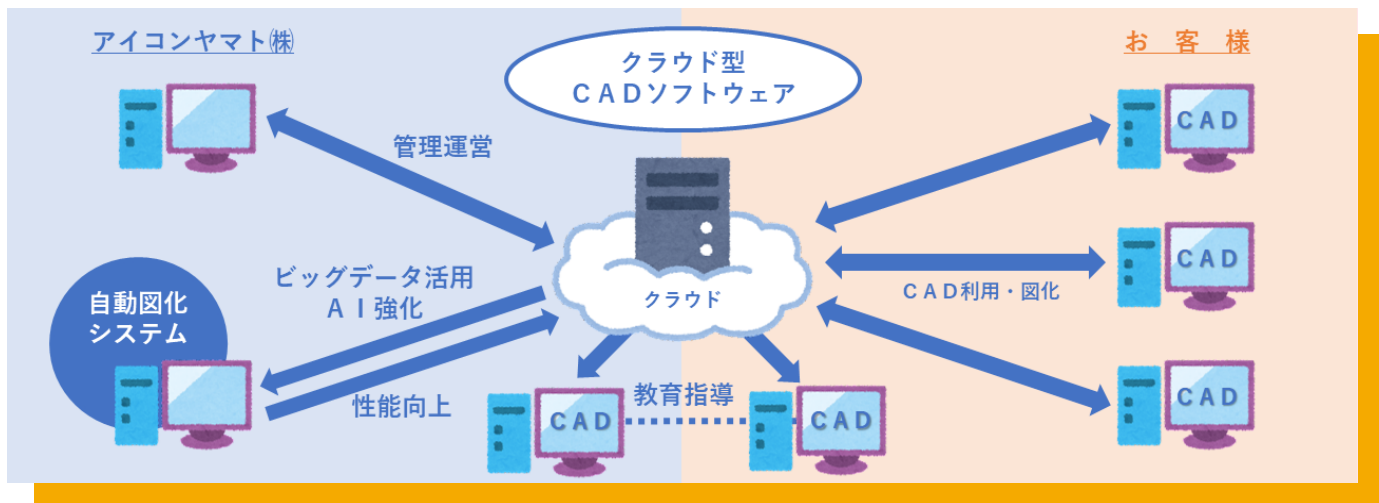 アイコンヤマト㈱
クラウド型
ＣＡＤソフトウェア
お　客　様
管理運営
ＣＡＤ
自動図化
システム
ビッグデータ活用
ＡＩ強化
性能向上
クラウド
ＣＡＤ
ＣＡＤ利用・図化
ＣＡＤ
教育指導
ＣＡＤ
ＣＡＤ